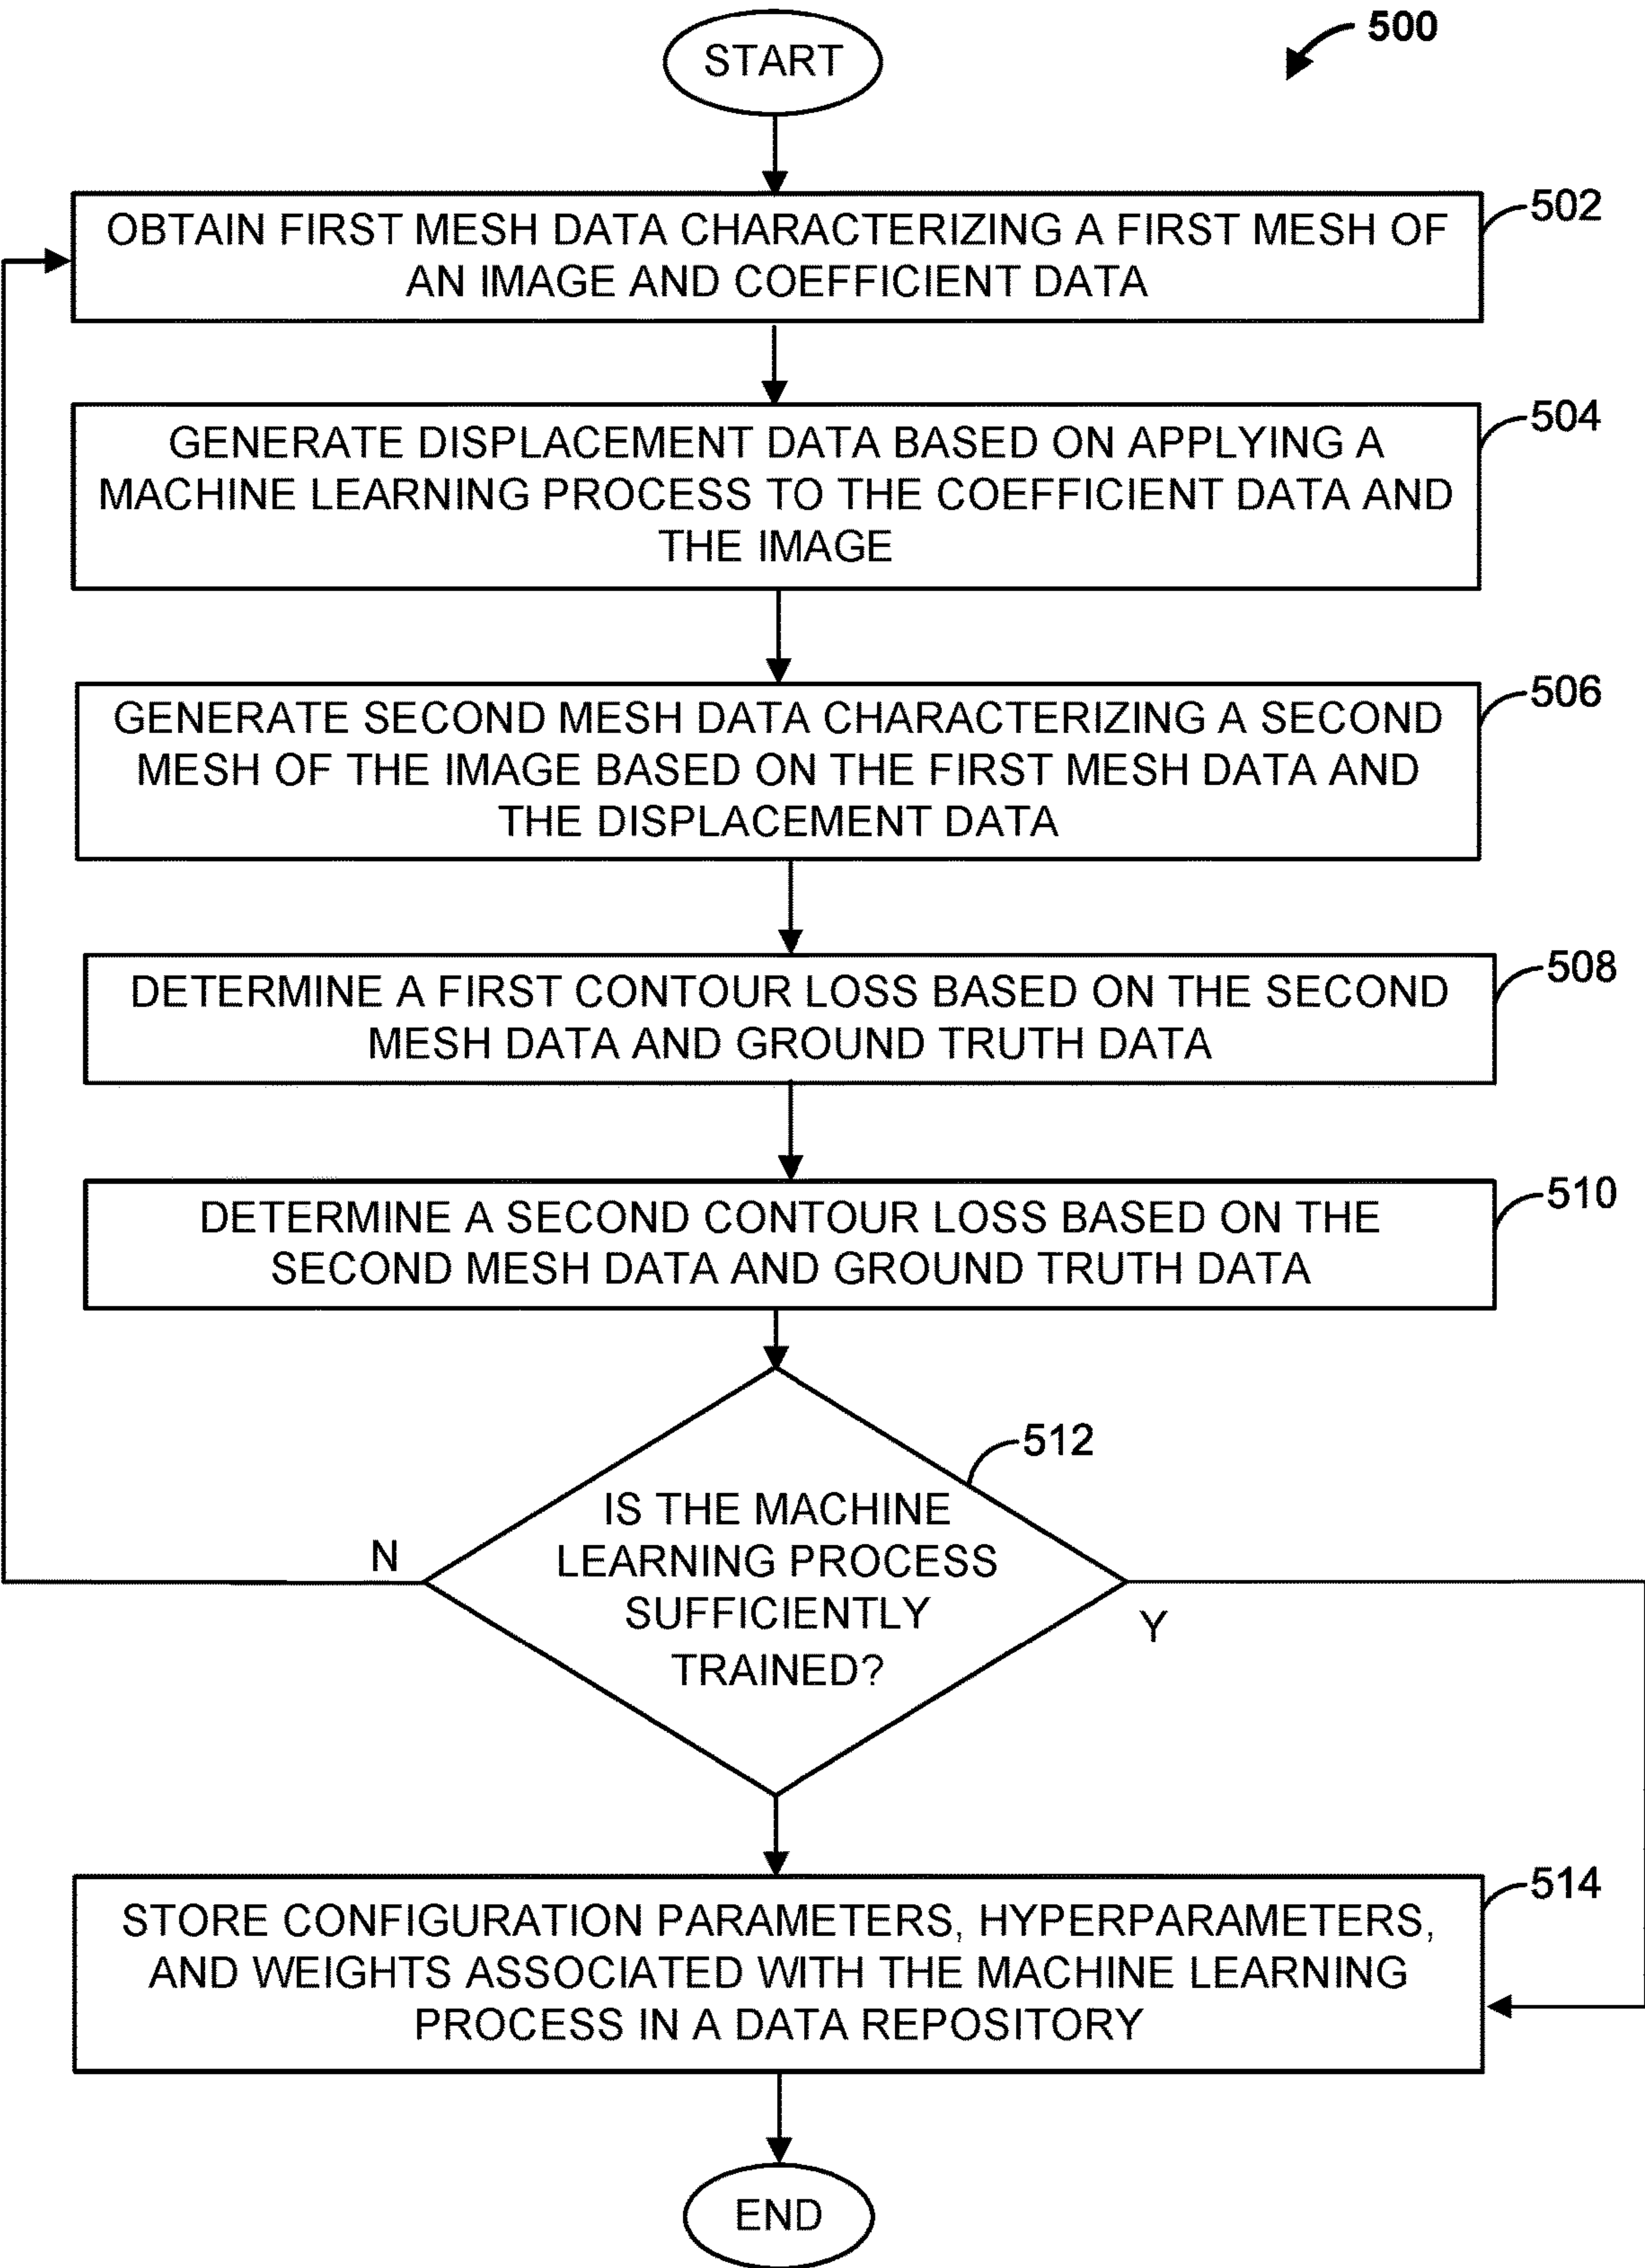 500
START
502
OBTAIN FIRST MESH DATA CHARACTERIZING A FIRST MESH OF
AN IMAGE AND COEFFICIENT DATA
504
GENERATE DISPLACEMENT DATA BASED ON APPLYING A
MACHINE LEARNING PROCESS TO THE COEFFICIENT DATA AND
THE IMAGE
506
GENERATE SECOND MESH DATA CHARACTERIZING A SECOND
MESH OF THE IMAGE BASED ON THE FIRST MESH DATA AND
THE DISPLACEMENT DATA
508
DETERMINE A FIRST CONTOUR LOSS BASED ON THE SECOND
MESH DATA AND GROUND TRUTH DATA
510
DETERMINE A SECOND CONTOUR LOSS BASED ON THE
SECOND MESH DATA AND GROUND TRUTH DATA
512
IS THE MACHINE
LEARNING PROCESS
SUFFICIENTLY
TRAINED?
N
Y
514
STORE CONFIGURATION PARAMETERS, HYPERPARAMETERS,
AND WEIGHTS ASSOCIATED WITH THE MACHINE LEARNING
PROCESS IN A DATA REPOSITORY
END